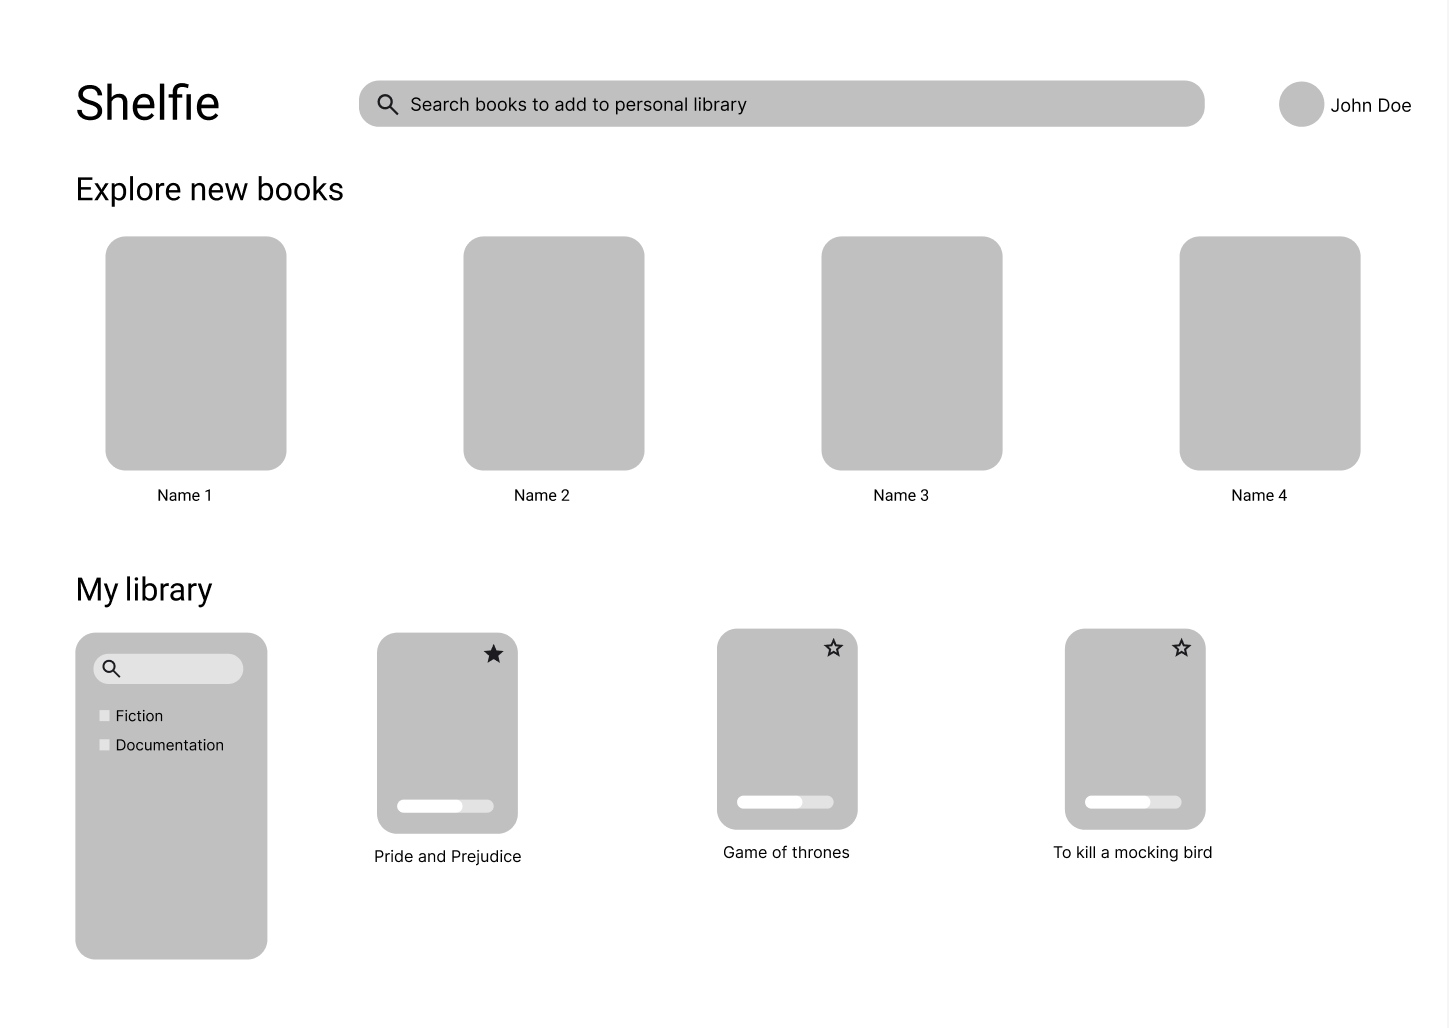 Shelfie
Search books to add to personal library
John Doe
Explore new books
Name 1
Name 2
Name 3
Name 4
My library
Fiction
Documentation
Pride and Prejudice
Game of thrones
To kill a mocking bird